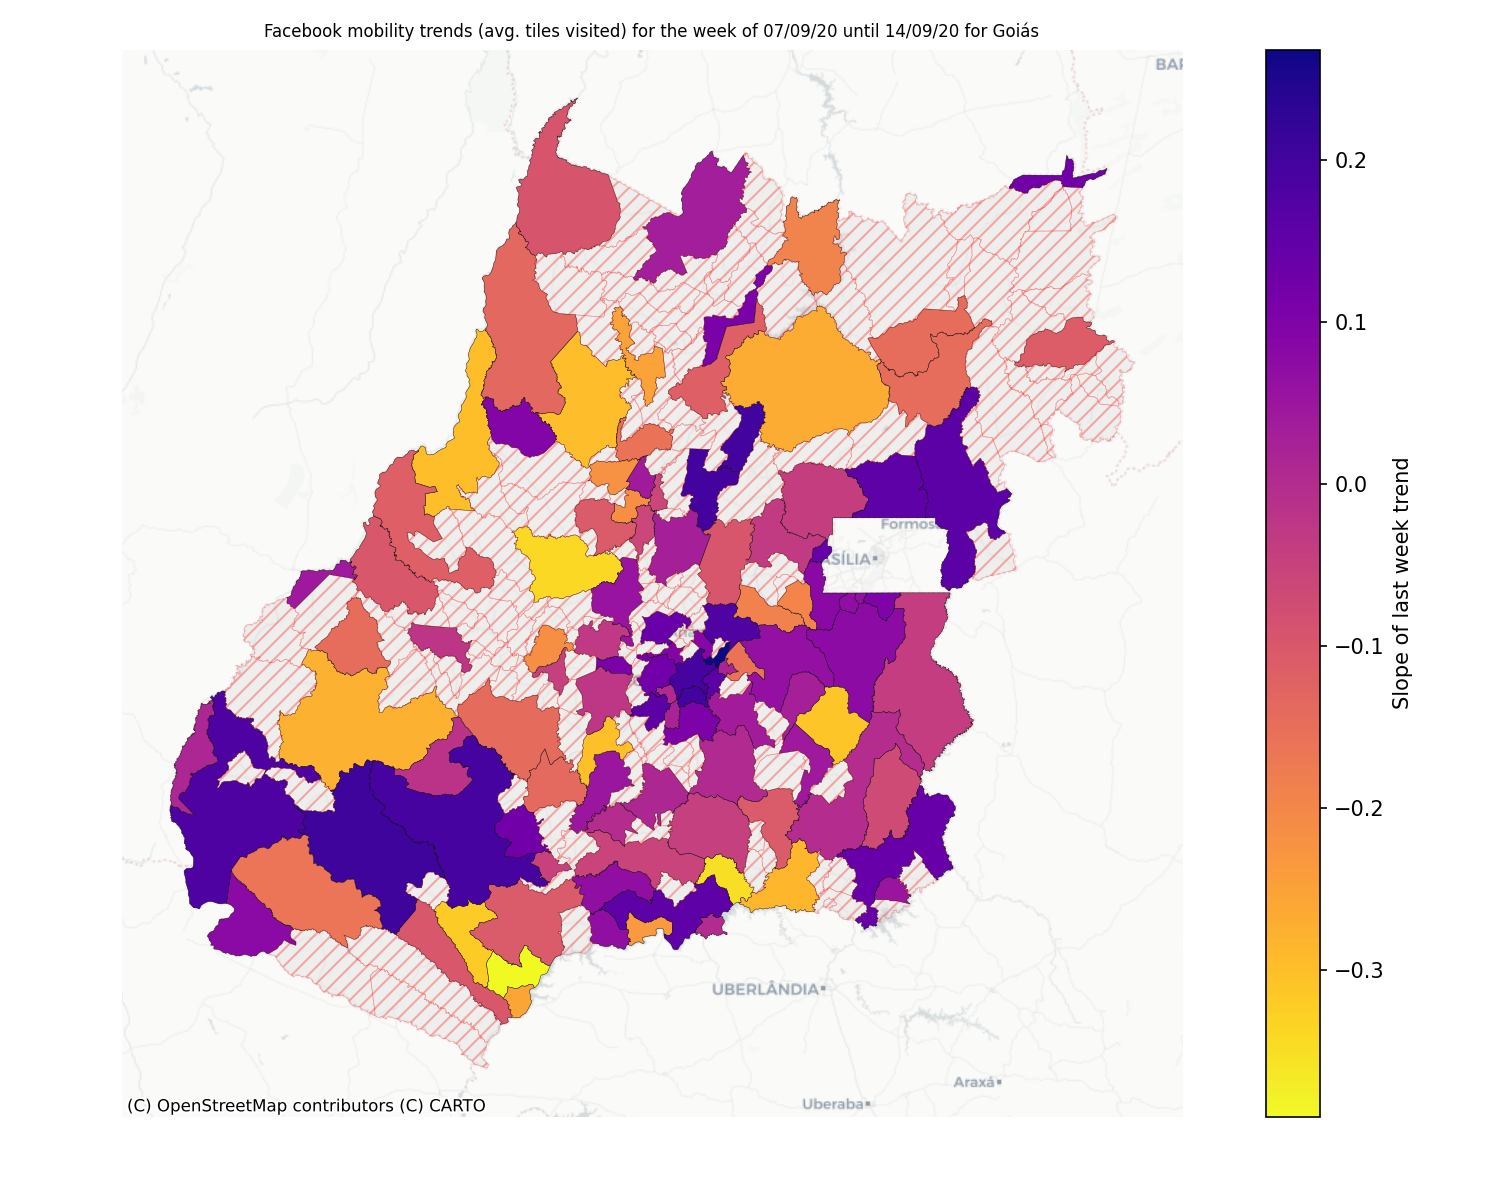 Facebook mobility trends (avg. tiles visited) for the week of 07/09/20 until 14/09/20 for Goiás
BAR
Formosa
ASÍLIA
UBERLÂNDIA
Araxá
Uberaba
(C) OpenStreetMap contributors (C) CARTO
0.2
0.1
0.0
−0.1
−0.2
−0.3
Slope of last week trend